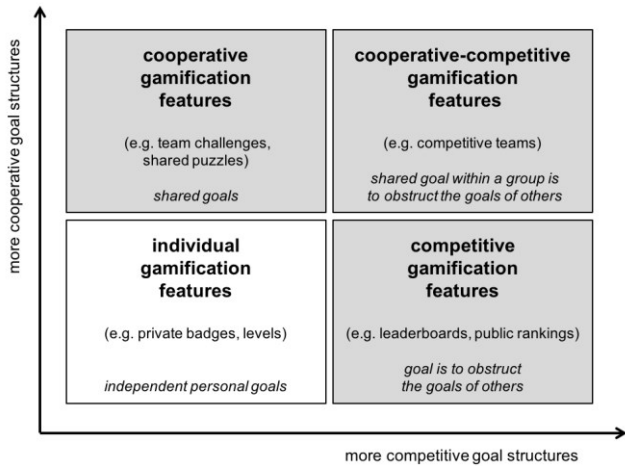 more cooperative goal structures
cooperative
gamification
features
(e.g. team challenges,
shared puzzles)
shared goals
cooperative-competitive
gamification
features
(e.g. competitive teams)
shared goal within a group is
to obstruct the goals of others
individual
gamification
features
(e.g. private badges, levels)
independent personal goals
competitive
gamification
features
(e.g. leaderboards, public rankings)
goal is to obstruct
the goals of others
more competitive goal structures